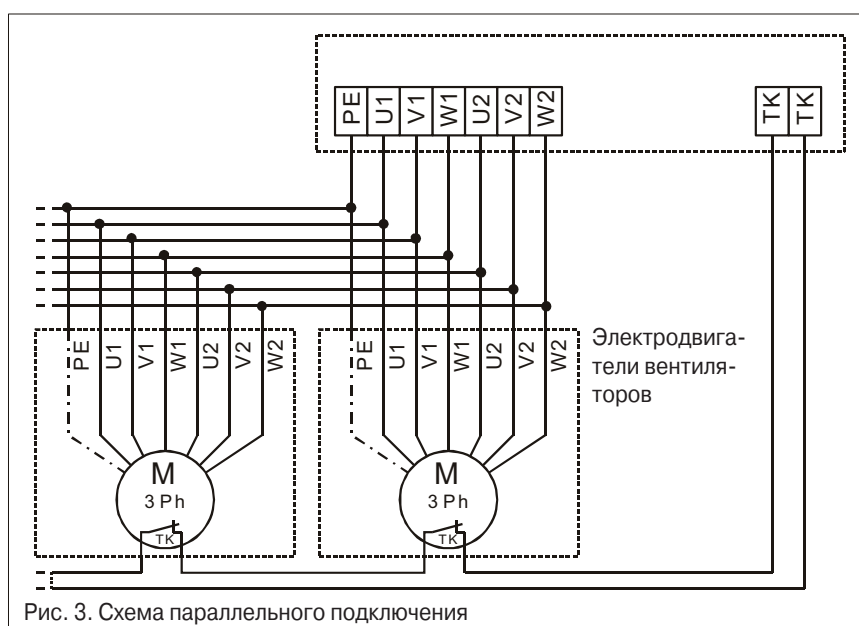 PE U1 V1 W1 U2 V2 W2 TK TK
PE U1 V1 W1 U2 V2 W2
PE U1 V1 W1 U2 V2 W2
Электродвига-
тели вентиля-
торов
M
3 Ph
TK
M
3 Ph
TK
Рис. 3. Схема параллельного подключения